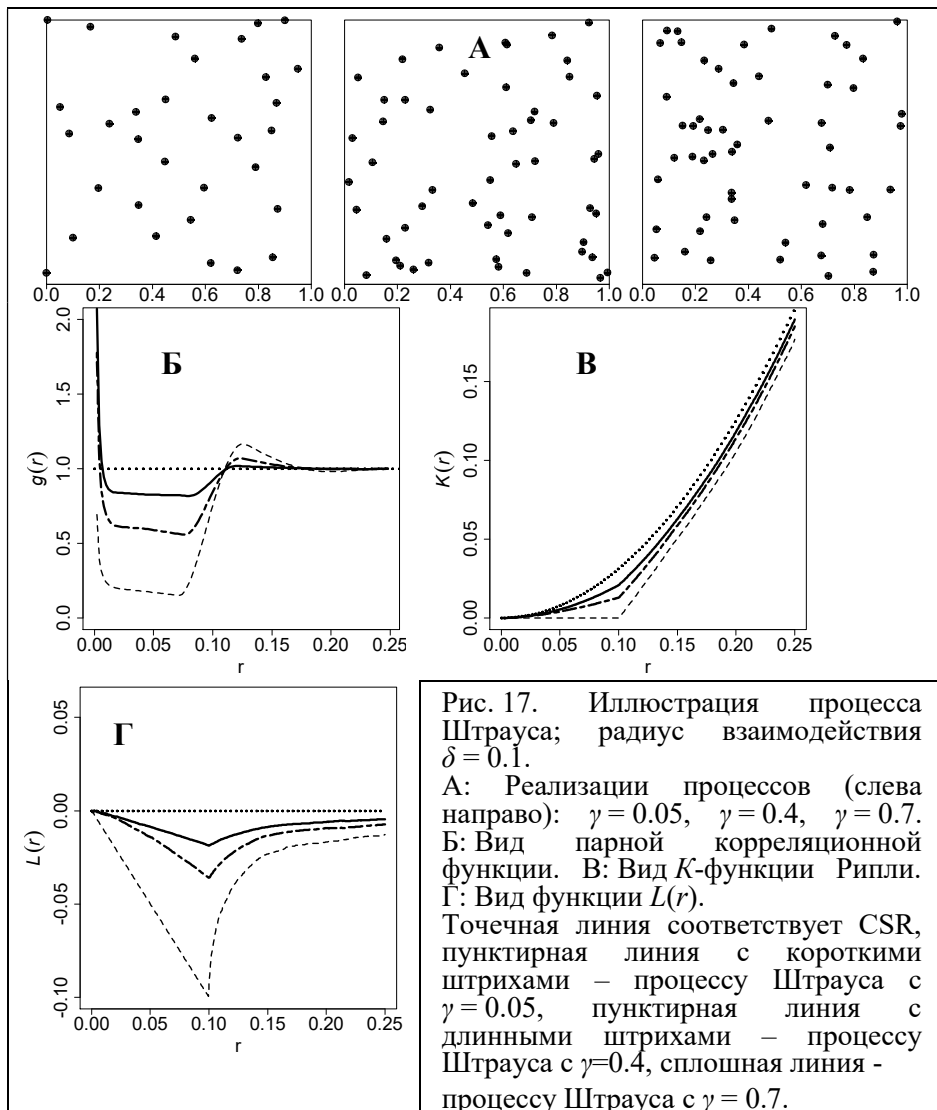 А
0.0 0.2 0.4 0.6 0.8 1.0
0.0 0.2 0.4 0.6 0.8 1.0
0.0 0.2 0.4 0.6 0.8 1.0
Б
g(r)
2.0
1.5
1.0
0.5
0.0
0.00 0.05 0.10 0.15 0.20 0.25
r
В
K(r)
0.15
0.10
0.05
0.00
0.00 0.05 0.10 0.15 0.20 0.25
r
Г
L(r)
0.05
0.00
-0.05
-0.10
0.00 0.05 0.10 0.15 0.20 0.25
r
Рис. 17. Иллюстрация процесса
Штрауса; радиус взаимодействия
δ = 0.1.
А: Реализации процессов (слева
направо): γ = 0.05, γ = 0.4, γ = 0.7.
Б: Вид парной корреляционной
функции. В: Вид K-функции Рипли.
Г: Вид функции L(r).
Точечная линия соответствует CSR,
пунктирная линия с короткими
штрихами – процессу Штрауса с
γ = 0.05, пунктирная линия с
длинными штрихами – процессу
Штрауса с γ=0.4, сплошная линия -
процессу Штрауса с γ = 0.7.